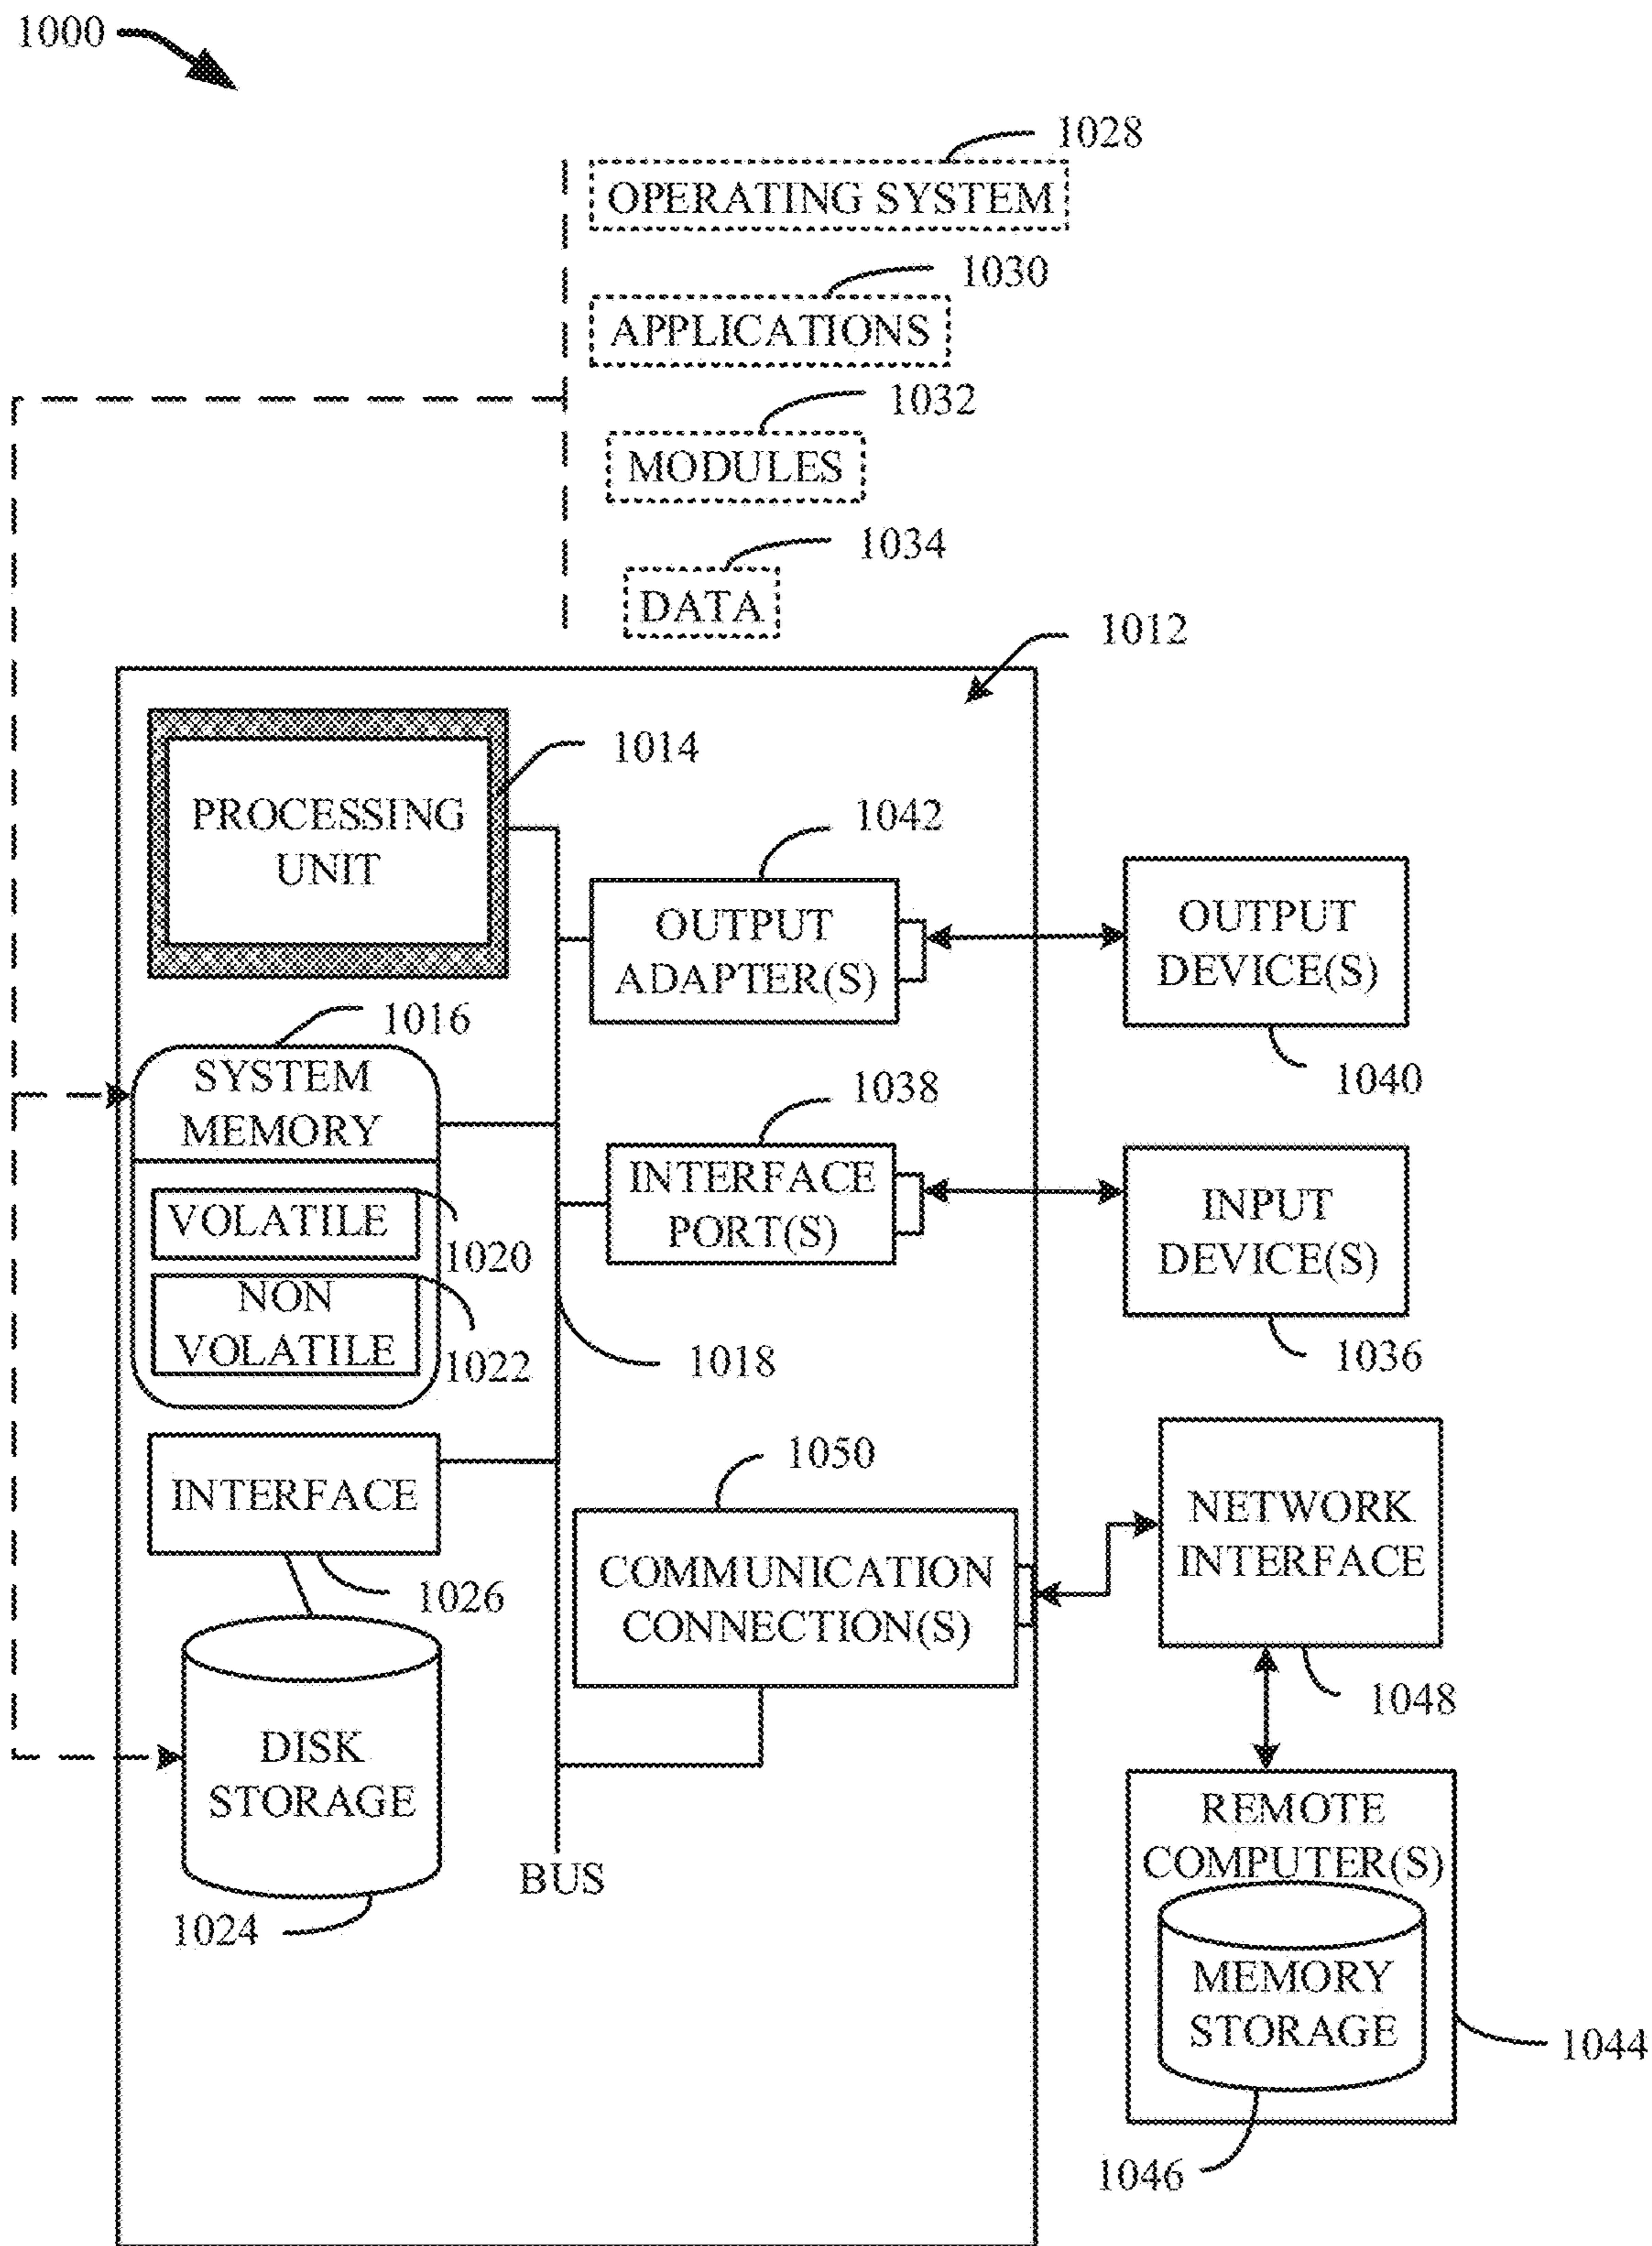 1000
1028
OPERATING SYSTEM
1030
APPLICATIONS
1032
MODULES
1034
DATA
1012
PROCESSING
UNIT
1014
1042
OUTPUT
ADAPTER(S)
OUTPUT
DEVICE(S)
1040
1016
SYSTEM
MEMORY
VOLATILE
1020
NON
VOLATILE
1022
1038
INTERFACE
PORT(S)
INPUT
DEVICE(S)
1036
1018
INTERFACE
1026
1050
COMMUNICATION
CONNECTION(S)
NETWORK
INTERFACE
1048
DISK
STORAGE
1024
BUS
REMOTE
COMPUTER(S)
MEMORY
STORAGE
1044
1046